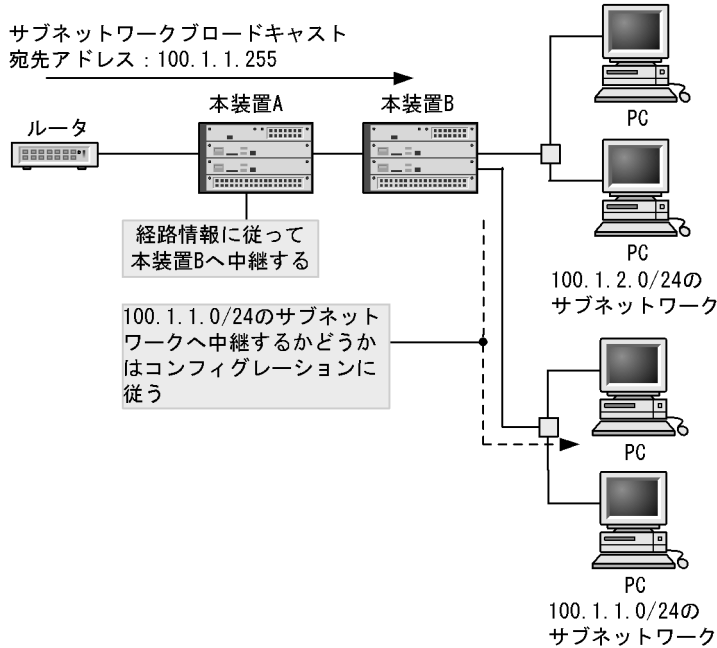 サブネットワークブロードキャスト
宛先アドレス：100.1.1.255
本装置A
本装置B
ルータ
PC
経路情報に従って
本装置Bへ中継する
PC
100.1.2.0/24の
サブネットワーク
100.1.1.0/24のサブネット
ワークへ中継するかどうか
はコンフィグレーションに
従う
PC
PC
100.1.1.0/24の
サブネットワーク